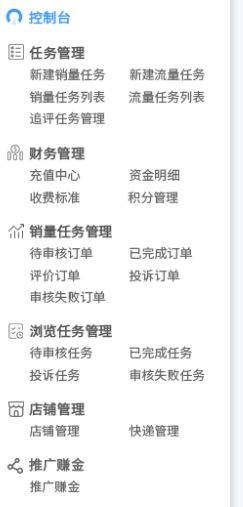 控制台
任务管理
新建销量任务 新建流量任务
销量任务列表 流量任务列表
追评任务管理
财务管理
充值中心 资金明细
收费标准 积分管理
销量任务管理
待审核订单 已完成订单
评价订单 投诉订单
审核失败订单
浏览任务管理
待审核任务 已完成任务
投诉任务 审核失败任务
店铺管理
店铺管理 快递管理
推广赚金
推广赚金